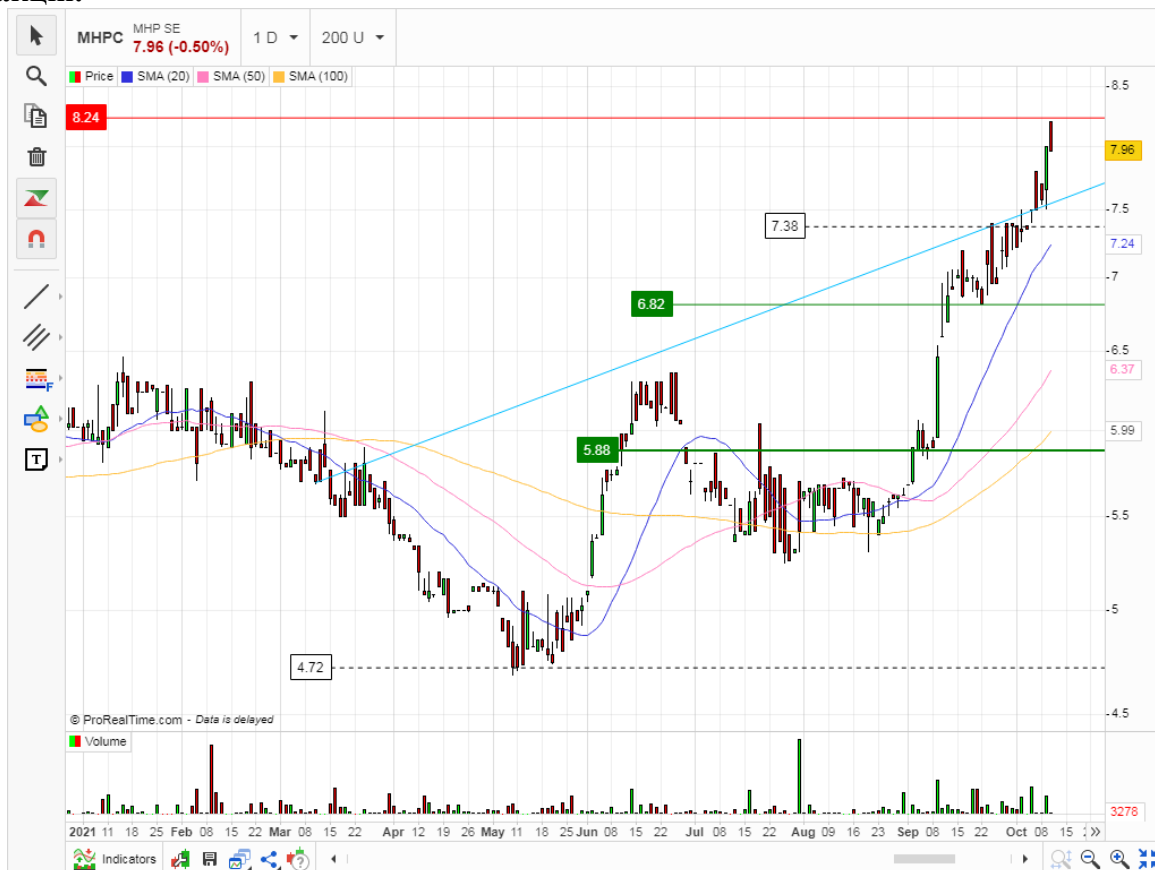 MHPC MHP SE 7.96 (-0.50%) 1 D 200 U
Price SMA (20) SMA (50) SMA (100)
8.5
8.24
7.96
7.5
7.38
7.24
7
6.82
6.5
6.37
5.99
5.88
5.5
5
4.72
4.5
F
T
© ProRealTime.com - Data is delayed
Volume
3278
2021 11 18 25 Feb 08 15 22 Mar 08 15 22 Apr 12 19 26 May 11 18 25 Jun 08 15 22 Jul 08 15 22 Aug 09 16 23 Sep 08 15 22 Oct 08 15
Indicators